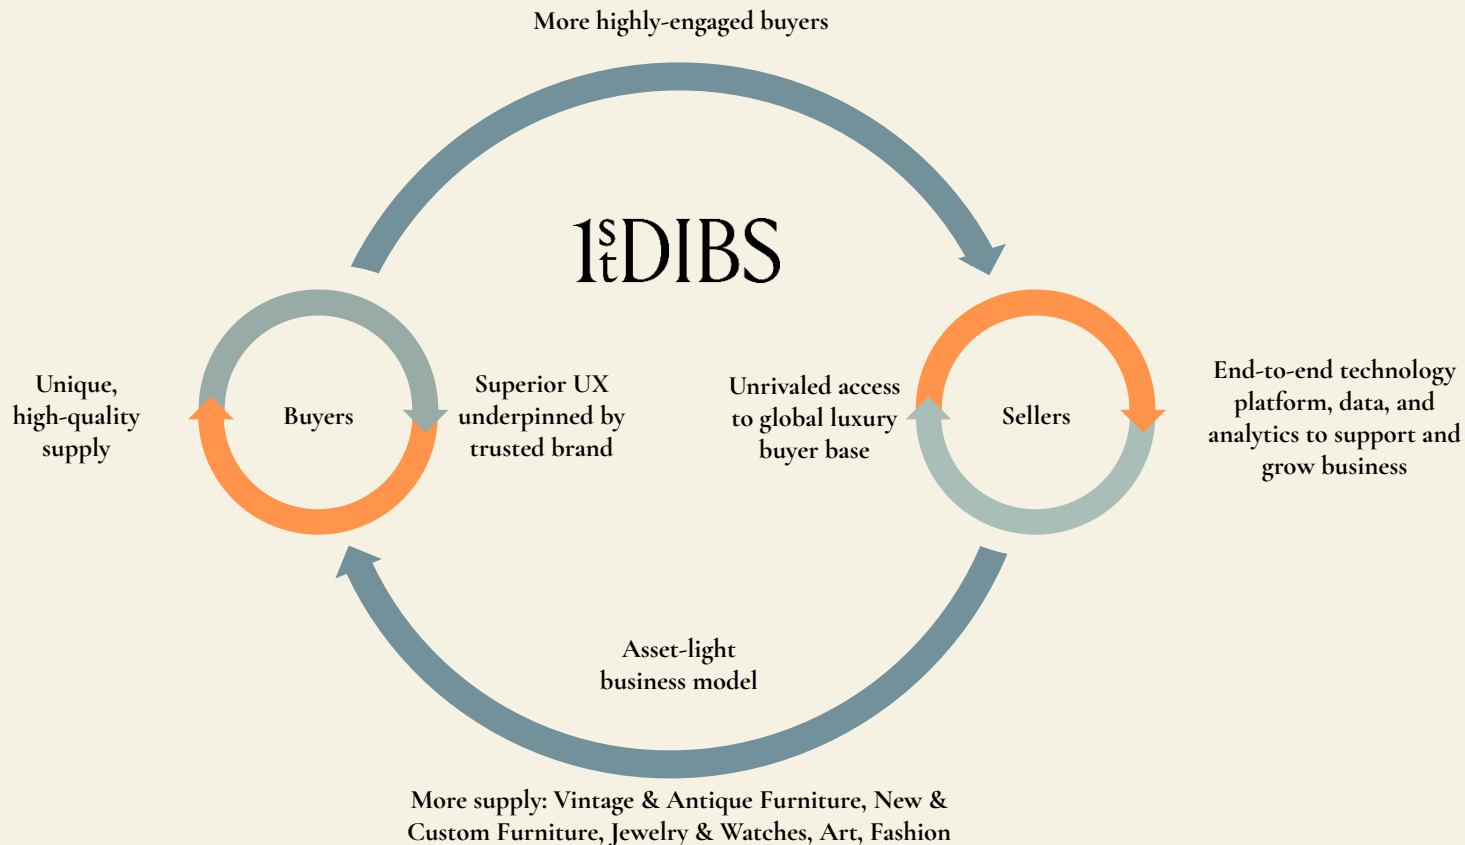 More highly-engaged buyers
1stDIBS
Unique,
high-quality
supply
Buyers
Superior UX
underpinned by
trusted brand
Unrivaled access
to global luxury
buyer base
Sellers
End-to-end technology
platform, data, and
analytics to support and
grow business
Asset-light
business model
More supply: Vintage & Antique Furniture, New &
Custom Furniture, Jewelry & Watches, Art, Fashion